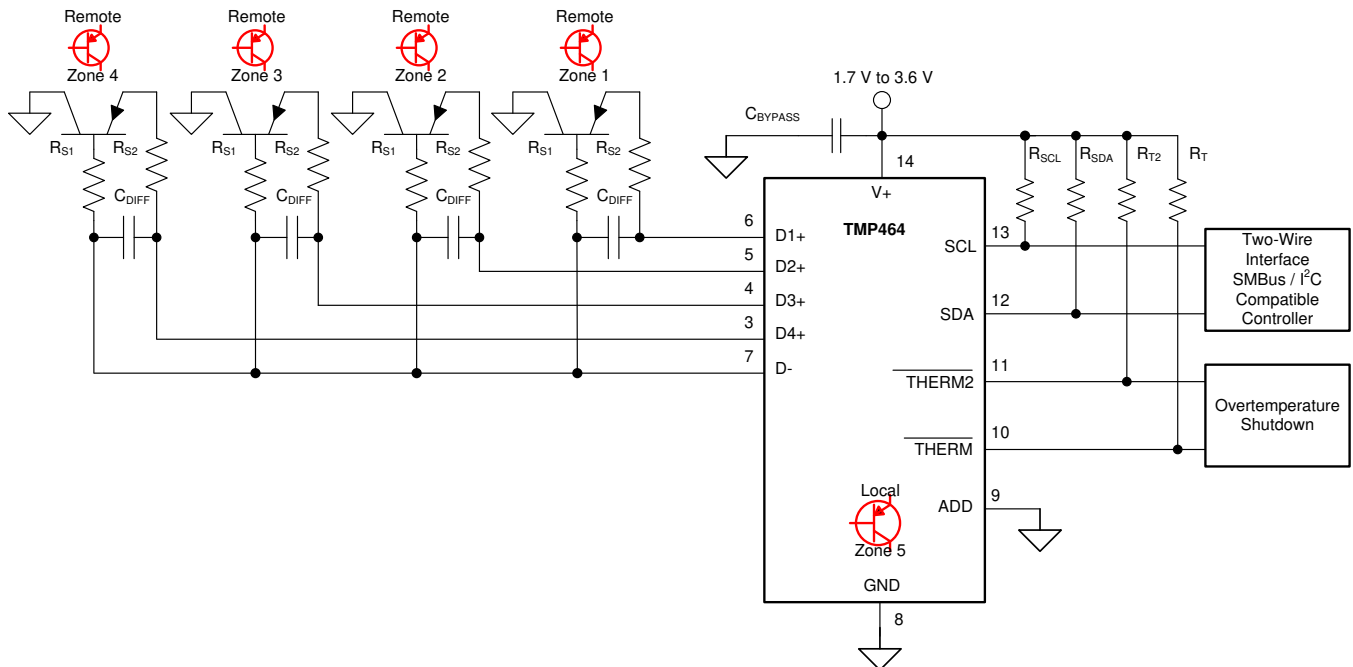 Remote
Zone 4
Remote
Zone 3
Remote
Zone 2
Remote
Zone 1
RS1
RS2
CDIFF
RS1
RS2
CDIFF
RS1
RS2
CDIFF
RS1
RS2
CDIFF
1.7 V to 3.6 V
CBYPASS
14
V+
TMP464
RSCL
RSDA
RT2
RT
6
D1+
5
D2+
4
D3+
3
D4+
7
D-
SCL
13
SDA
12
THERM2
11
THERM
10
ADD
9
Local
Zone 5
GND
8
Two-Wire
Interface
SMBus / I²C
Compatible
Controller
Overtemperature
Shutdown